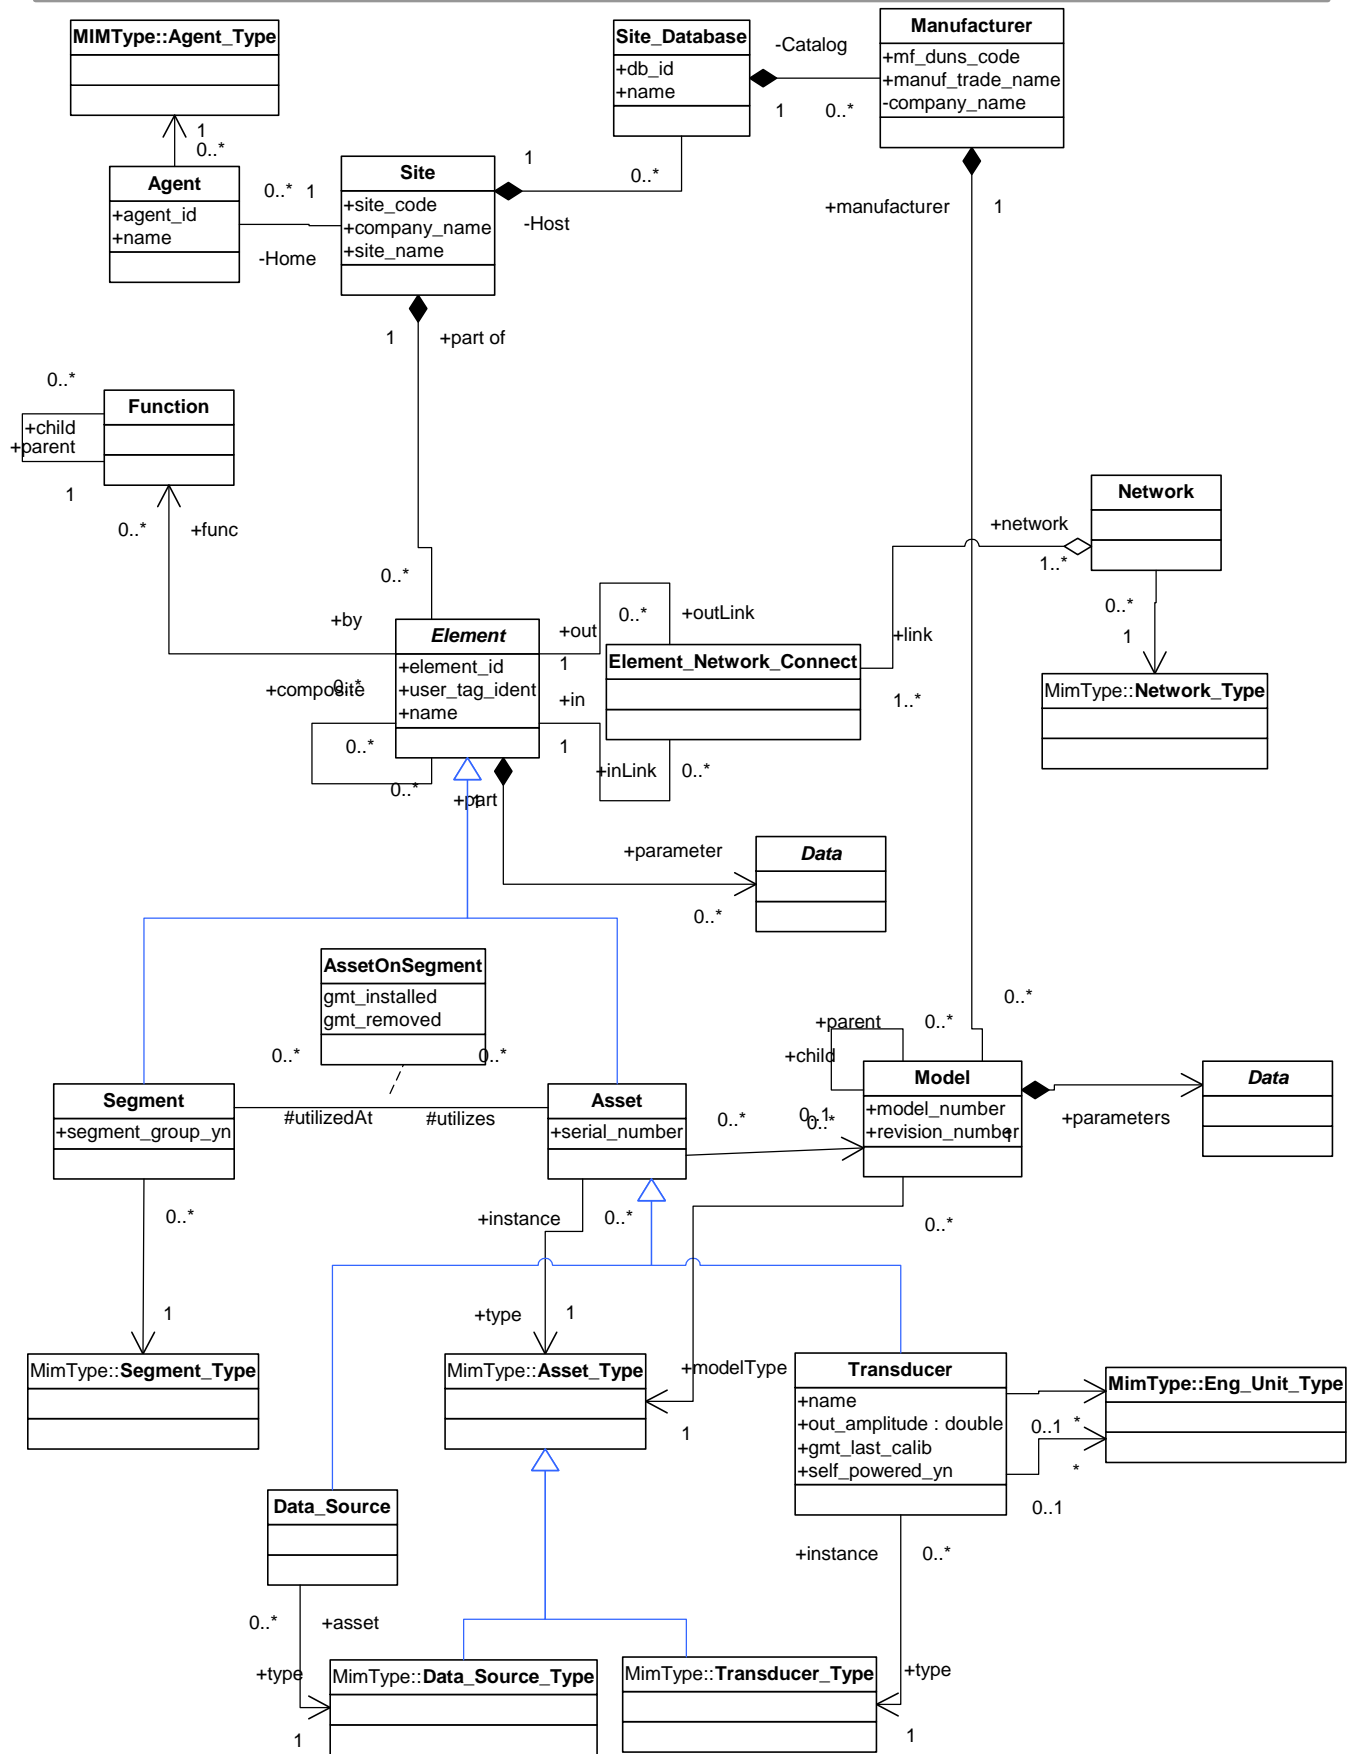 MIMType::Agent_Type
Site_Database
+db_id
+name
-Catalog
1
0..*
Manufacturer
+mf_duns_code
+manuf_trade_name
-company_name
1
0..*
Agent
+agent_id
+name
0..*
1
-Home
Site
+site_code
+company_name
+site_name
1
-Host
0..*
+manufacturer
1
1
+part of
0..*
+child
+parent
1
Function
0..*
+func
0..*
+by
Element
+element_id
+user_tag_ident
+name
+composite
0..*
0..*
0..*
+part
1
+out
1
0..*
+outLink
Element_Network_Connect
+in
1
+inLink
0..*
+link
1..*
+network
1..*
Network
0..*
1
MimType::Network_Type
+parameter
0..*
Data
AssetOnSegment
gmt_installed
gmt_removed
0..*
0..*
Segment
+segment_group_yn
#utilizedAt
#utilizes
Asset
+serial_number
0..*
0..1
0..*
+parent
+child
0..*
0..*
Model
+model_number
+revision_number
1
+parameters
Data
0..*
1
MimType::Segment_Type
+instance
0..*
+type
1
MimType::Asset_Type
0..*
+modelType
1
Transducer
+name
+out_amplitude : double
+gmt_last_calib
+self_powered_yn
0..1
*
*
0..1
MimType::Eng_Unit_Type
Data_Source
0..*
+asset
+type
1
MimType::Data_Source_Type
MimType::Transducer_Type
+instance
0..*
+type
1